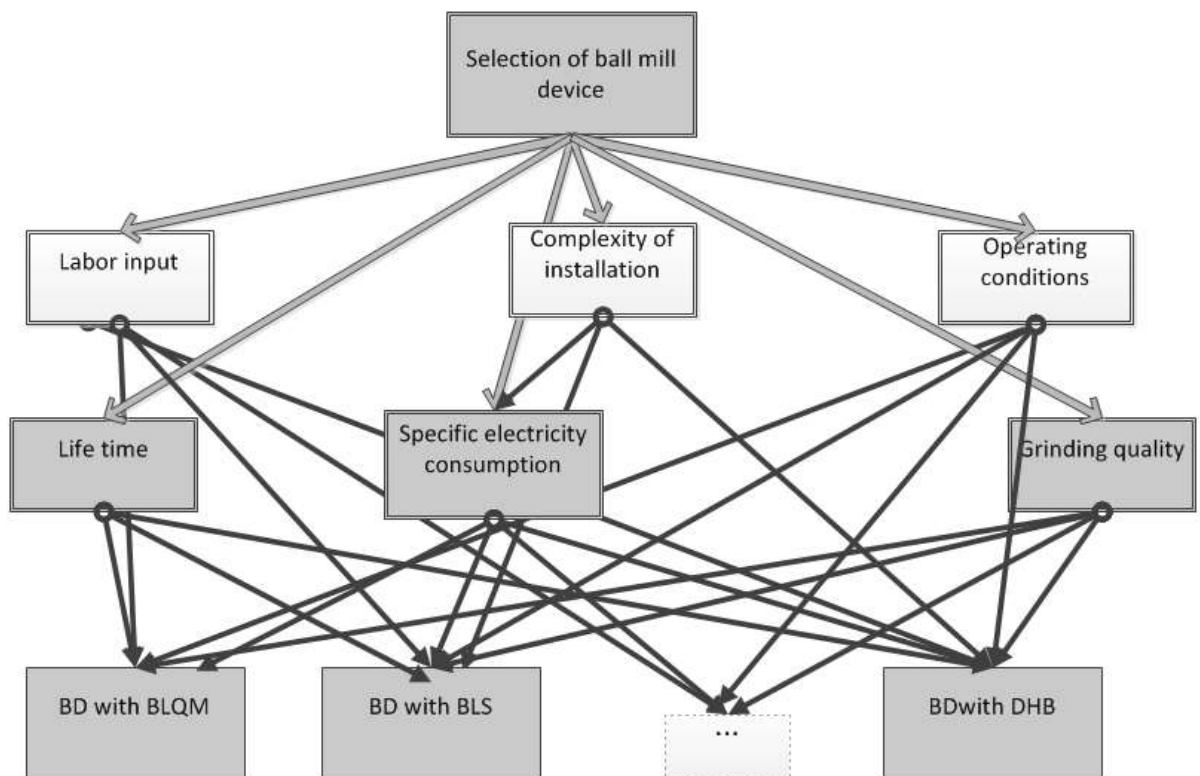 Selection of ball mill
device
Labor input
Complexity of
installation
Operating
conditions
Life time
Specific electricity
consumption
Grinding quality
BD with BLQM
BD with BLS
...
BDwith DHB